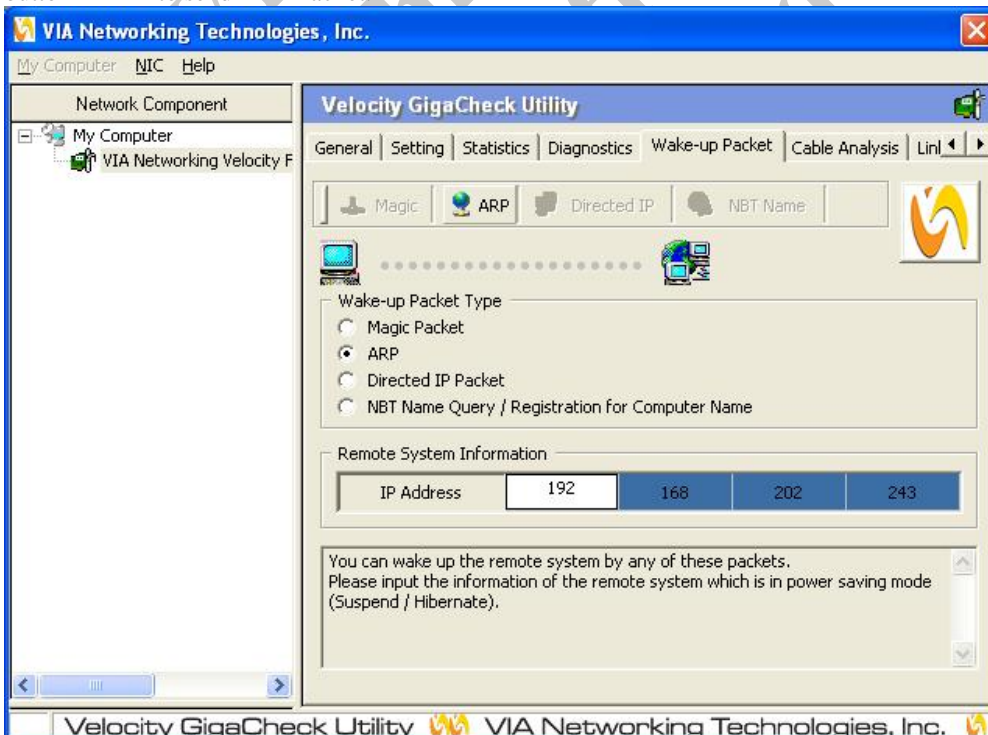 VIA Networking Technologies, Inc.
My Computer NIC Help
Network Component
My Computer
VIA Networking Velocity F
Velocity GigaCheck Utility
General Setting Statistics Diagnostics Wake-up Packet Cable Analysis Linl
Magic ARP Directed IP NBT Name
Wake-up Packet Type
Magic Packet
ARP
Directed IP Packet
NBT Name Query / Registration for Computer Name
Remote System Information
IP Address 192 168 202 243
You can wake up the remote system by any of these packets.
Please input the information of the remote system which is in power saving mode
(Suspend / Hibernate).
Velocity GigaCheck Utility VIA Networking Technologies, Inc.